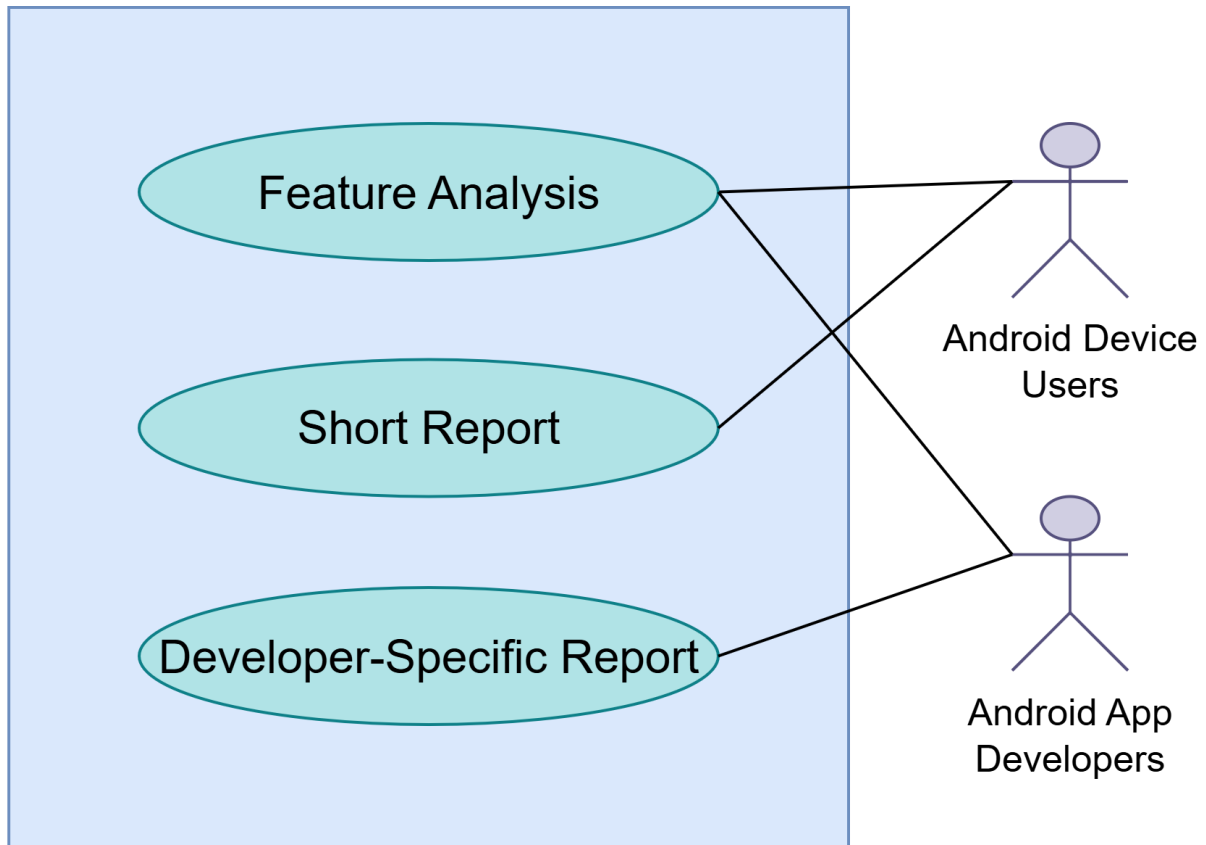 Feature Analysis
Short Report
Developer-Specific Report
Android Device
Users
Android App
Developers